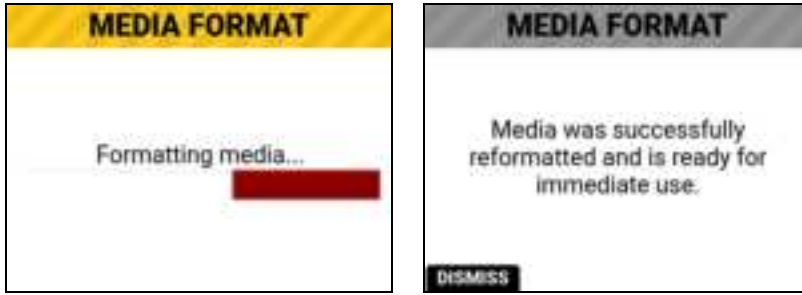 MEDIA FORMAT
Formatting media...
MEDIA FORMAT
Media was successfully
reformatted and is ready for
immediate use.
DISMISS